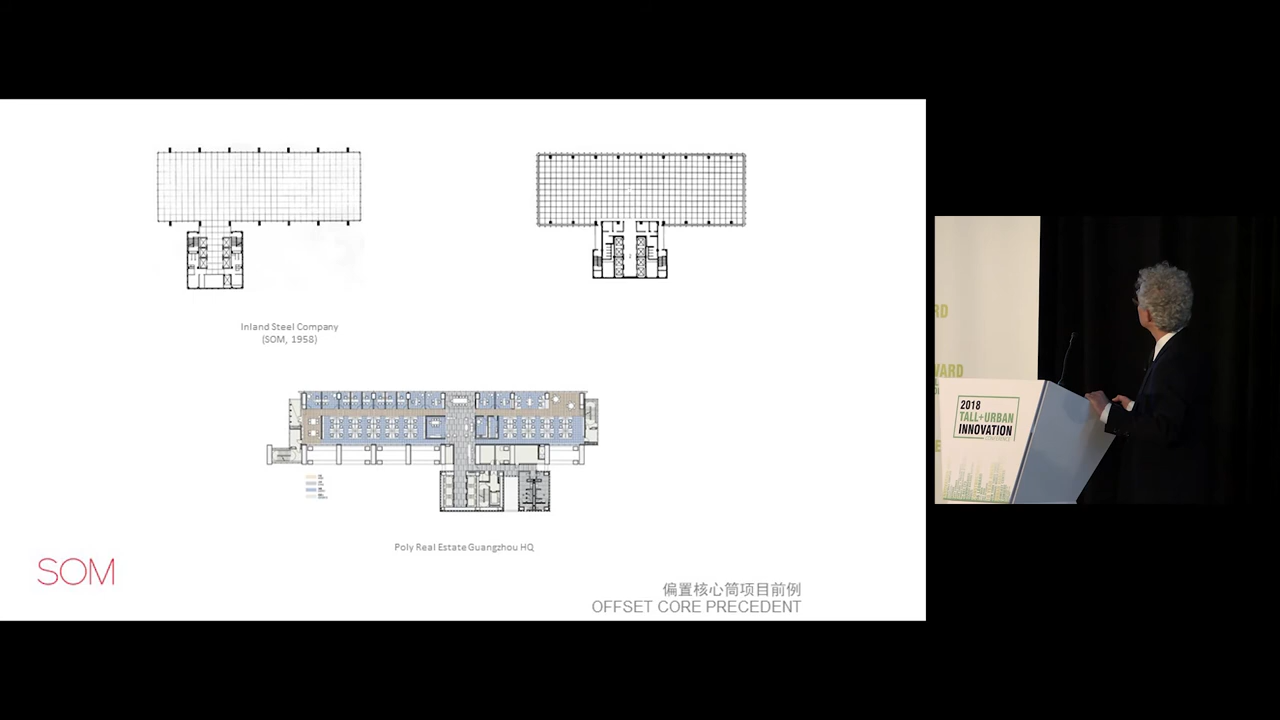 Inland Steel Company
(SOM, 1958)
Poly Real Estate Guangzhou HQ
SOM
偏置核心筒项目前例
OFFSET CORE PRECEDENT
2018
TALL+URBAN
INNOVATION
CONFERENCE